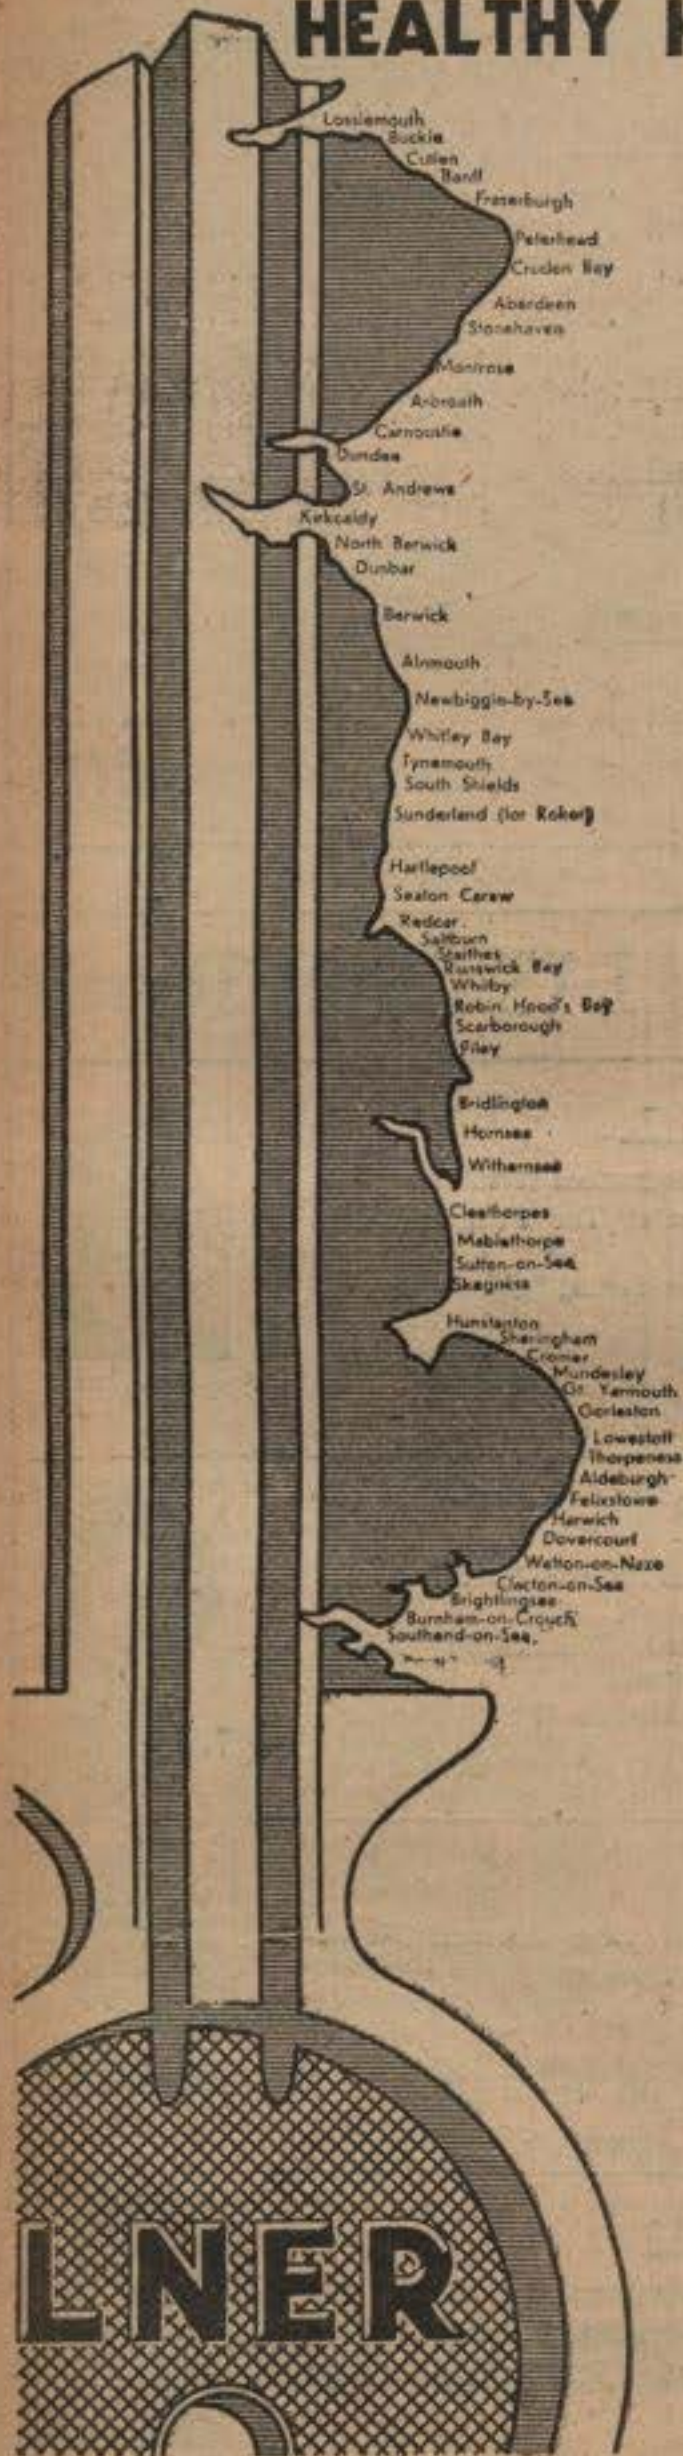 HEALTHY
Lossiemouth
Buckie
Cullen
Banff
Fraserburgh
Peterhead
Cruden Bay
Aberdeen
Stonehaven
Montrose
Arbroath
Carnoustie
Dundee
St. Andrews
Kirkcaldy
North Berwick
Dunbar
Berwick
Alnmouth
Newbiggin-by-Sea
Whitley Bay
Tynemouth
South Shields
Sunderland (for Roker)
Hartlepool
Seaton Carew
Redcar
Saltburn
Staithes
Runswick Bay
Whitby
Robin Hood's Bay
Scarborough
Filey
Bridlington
Hornsea
Withernsea
Cleethorpes
Mablethorpe
Sutton-on-Sea
Skegness
Hunstanton
Sheringham
Cromer
Mundesley
Gt. Yarmouth
Gorleston
Lowestoft
Thorpeness
Aldeburgh
Felixstowe
Harwich
Dovercourt
Walton-on-Naze
Clacton-on-Sea
Brightlingsea
Burnham-on-Crouch
Southend-on-Sea
LNER